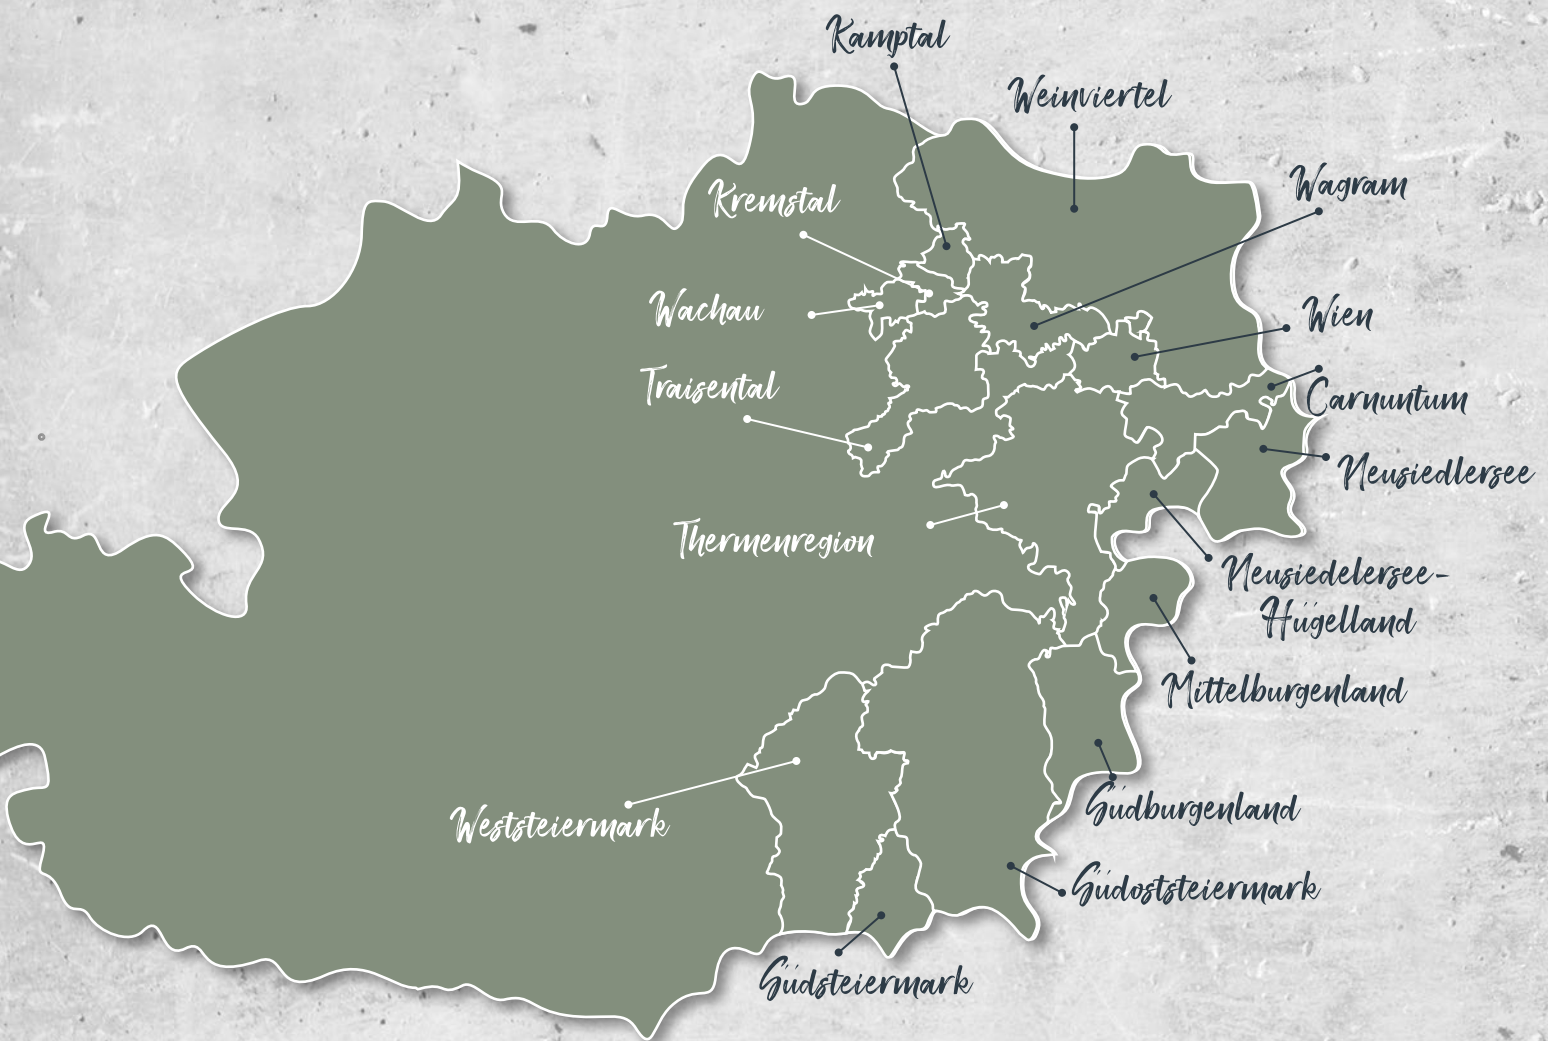 Kamptal
Weinviertel
Wagram
Kremstal
Wachau
Wien
Traisental
Carnuntum
Neusiedlersee
Thermenregion
Neusiedelersee-
Hügelland
Mittelburgenland
Südburgenland
Weststeiermark
Südoststeiermark
Südsteiermark